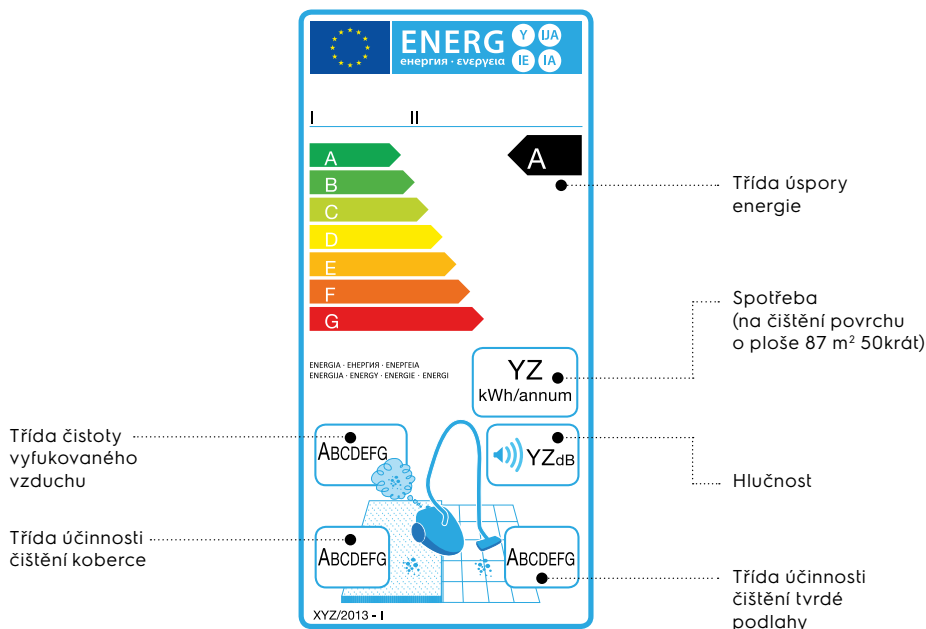 ENERG Y IJA
енергия · ενεργεια IE IA
I II
A A
B
C
D
E
F
G
Třída úspory
energie
Spotřeba
(na čištění povrchu
o ploše 87 m² 50krát)
ENERGIA · ЕНЕРГИЯ · ΕΝΕΡΓΕΙΑ
ENERGIJA · ENERGY · ENERGIE · ENERGI
YZ
kWh/annum
Třída čistoty
vyfukovaného
vzduchu
ABCDEFG
YZdB
Hlučnost
Třída účinnosti
čištění koberce
ABCDEFG
ABCDEFG
Třída účinnosti
čištění tvrdé
podlahy
XYZ/2013 - I